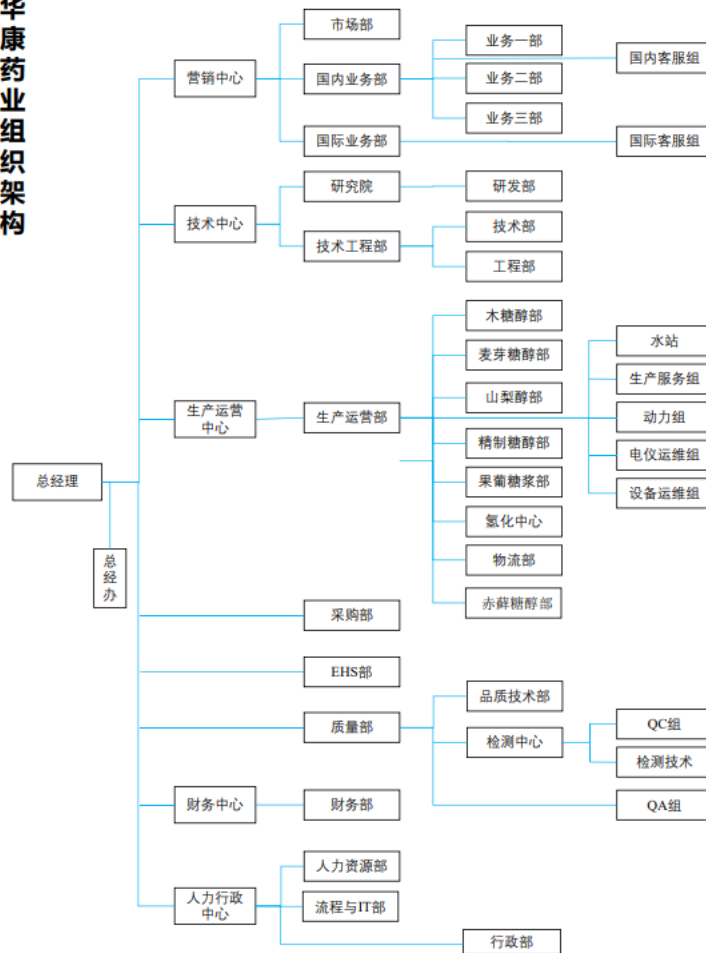 华康药业组织架构
市场部
业务一部
国内客服组
营销中心
国内业务部
业务二部
业务三部
国际业务部
国际客服组
研究院
研发部
技术中心
技术部
技术工程部
工程部
木糖醇部
水站
麦芽糖醇部
生产服务组
山梨醇部
生产运营
中心
生产运营部
动力组
精制糖醇部
电仪运维组
果葡糖浆部
设备运维组
总经理
氢化中心
物流部
总
经
办
赤藓糖醇部
采购部
EHS部
品质技术部
质量部
QC组
检测中心
检测技术
财务中心
财务部
QA组
人力资源部
人力行政
中心
流程与IT部
行政部